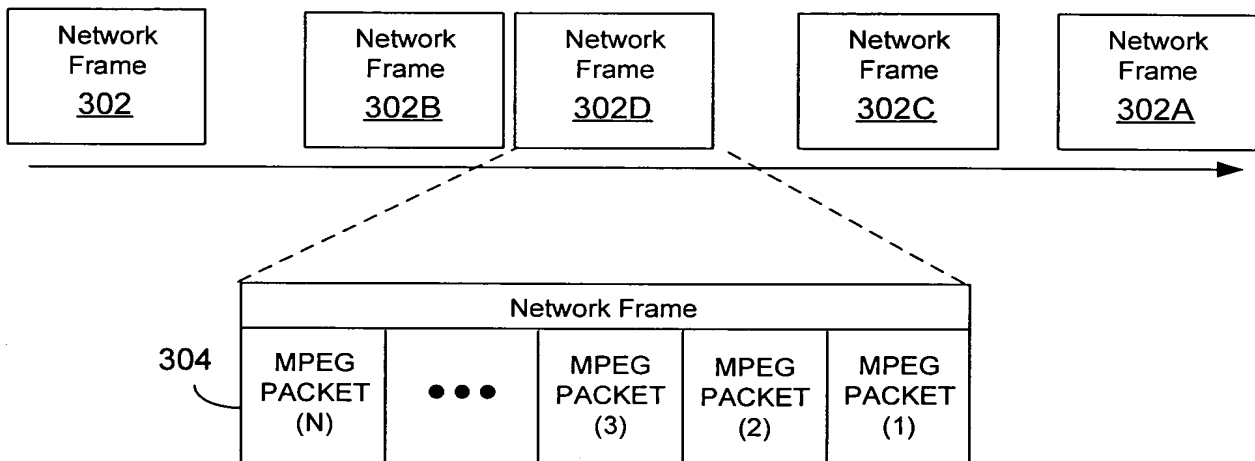 Network
Frame
302
Network
Frame
302B
Network
Frame
302D
Network
Frame
302C
Network
Frame
302A
Network Frame
304
MPEG
PACKET
(N)
●●●
MPEG
PACKET
(3)
MPEG
PACKET
(2)
MPEG
PACKET
(1)